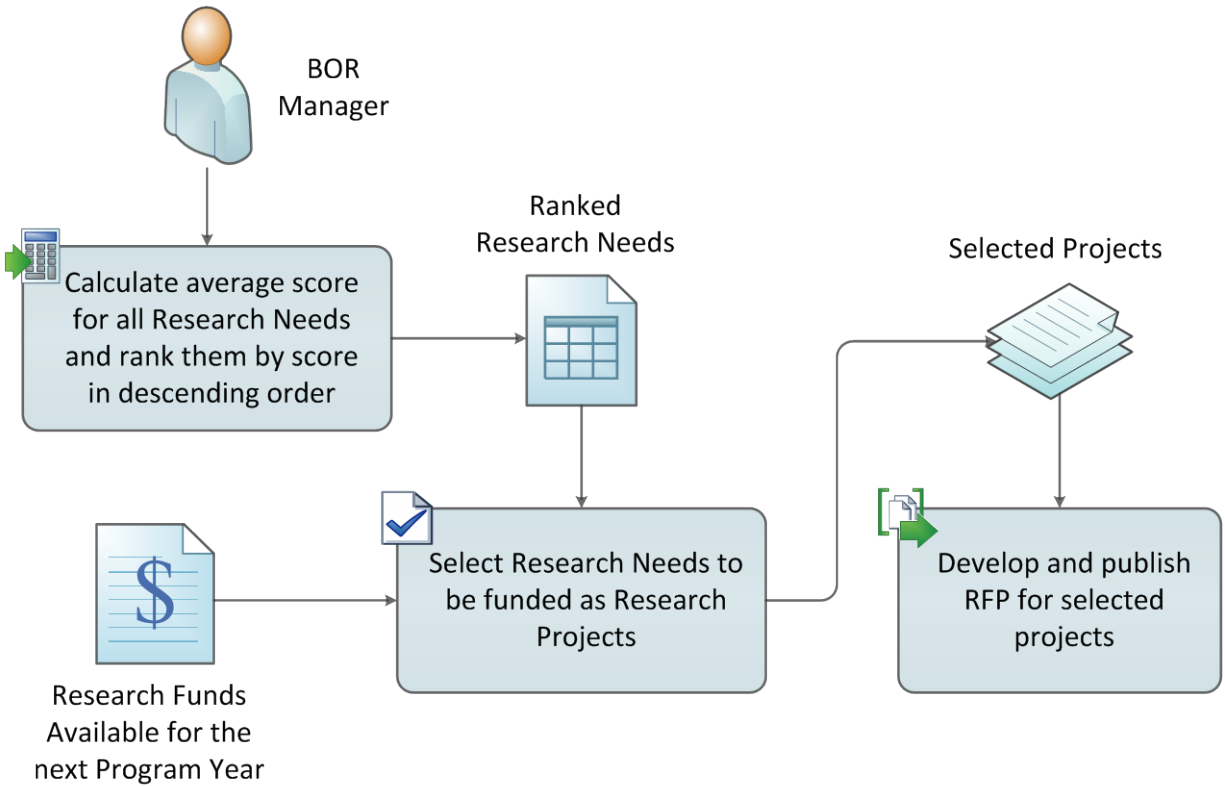 BOR
Manager
Ranked
Research Needs
Selected Projects
Calculate average score
for all Research Needs
and rank them by score
in descending order
$
Select Research Needs to
be funded as Research
Projects
Develop and publish
RFP for selected
projects
Research Funds
Available for the
next Program Year